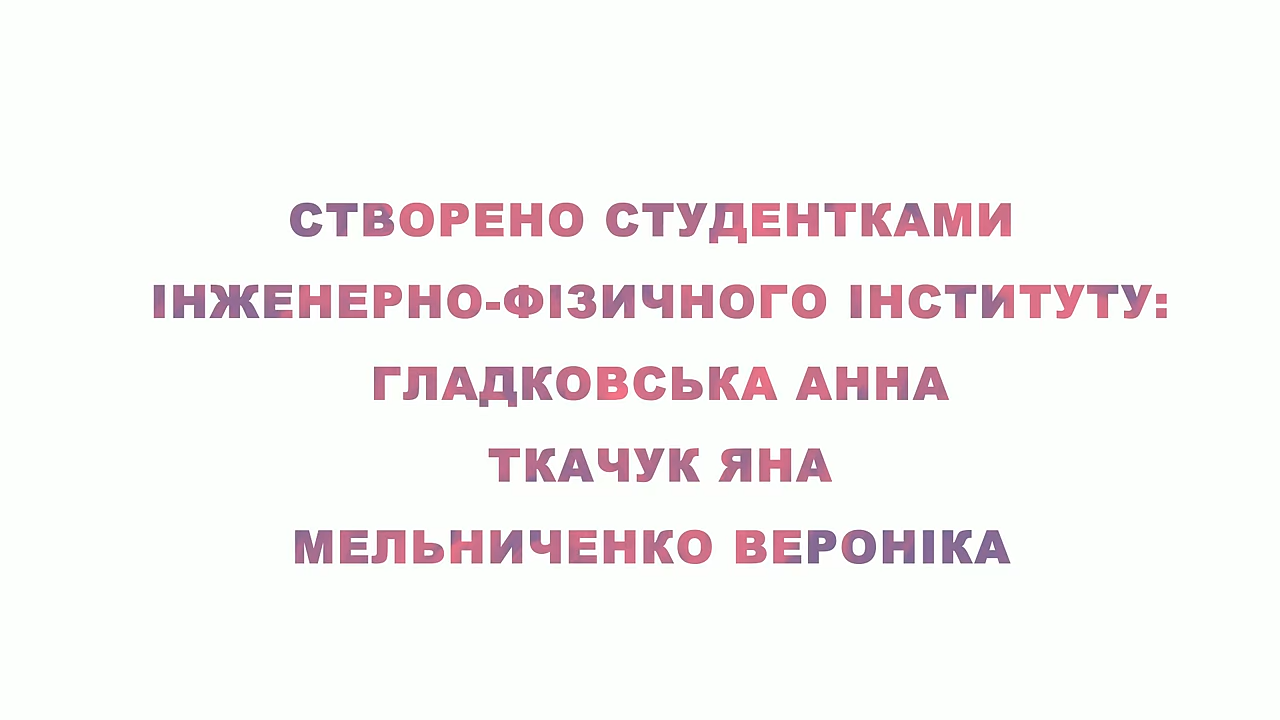 СТВОРЕНО СТУДЕНТКАМИ
ІНЖЕНЕРНО-ФІЗИЧНОГО ІНСТИТУТУ:
ГЛАДКОВСЬКА АННА
ТКАЧУК ЯНА
МЕЛЬНИЧЕНКО ВЕРОНІКА